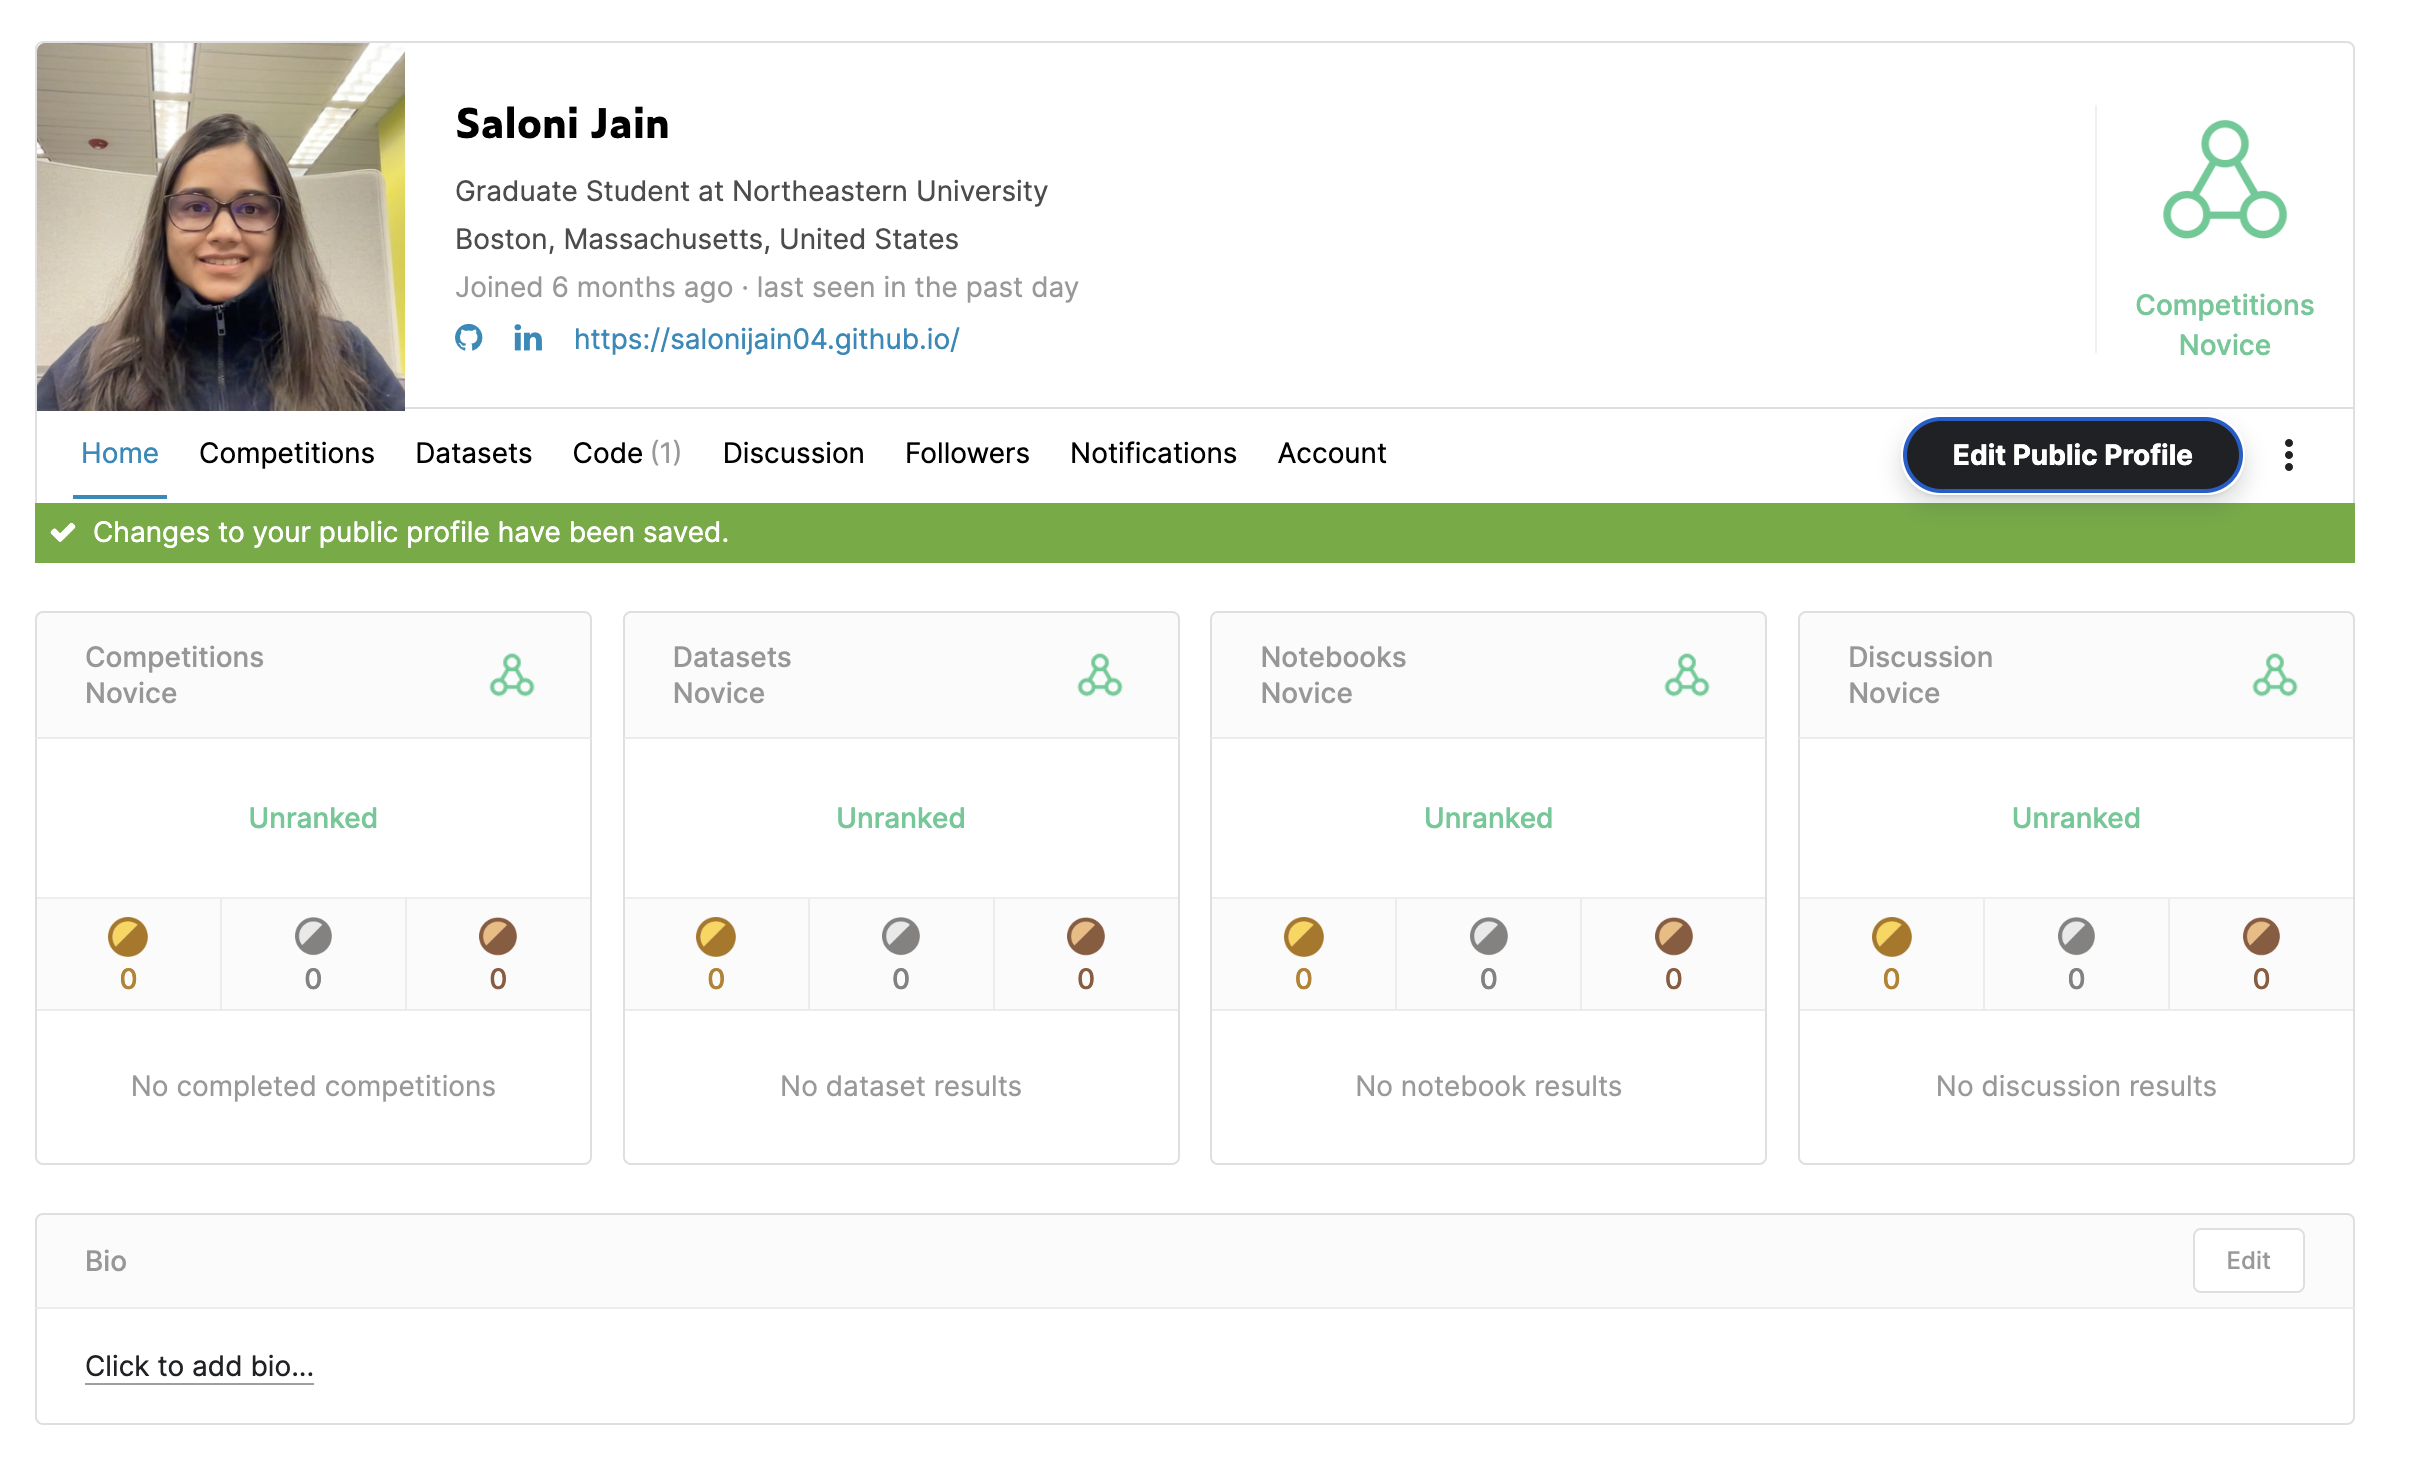 Saloni Jain
Graduate Student at Northeastern University
Boston, Massachusetts, United States
Joined 6 months ago · last seen in the past day
in https://salonijain04.github.io/
Competitions
Novice
Home Competitions Datasets Code (1) Discussion Followers Notifications Account Edit Public Profile
Changes to your public profile have been saved.
Competitions
Novice
Unranked
0 0 0
No completed competitions
Datasets
Novice
Unranked
0 0 0
No dataset results
Notebooks
Novice
Unranked
0 0 0
No notebook results
Discussion
Novice
Unranked
0 0 0
No discussion results
Bio Edit
Click to add bio...